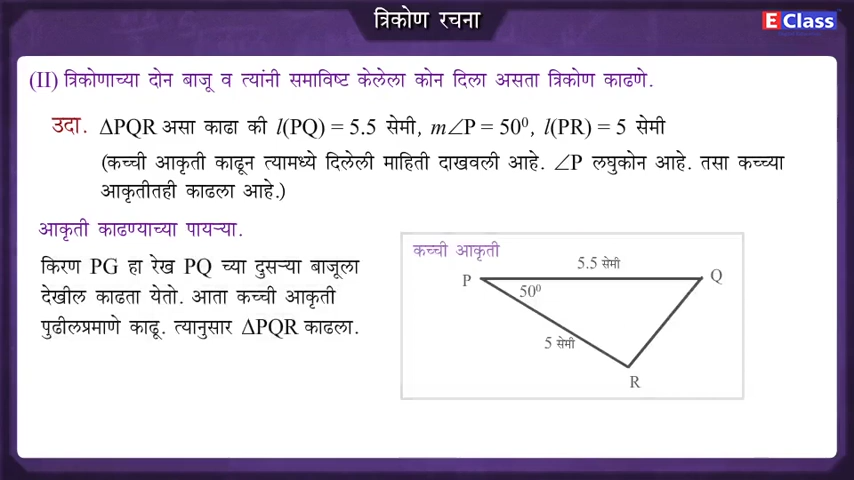 त्रिकोण रचना
E Class
(II) त्रिकोणाच्या दोन बाजू व त्यांनी समाविष्ट केलेला कोन दिला असता त्रिकोण काढणे.
उदा. ΔPQR असा काढा की l(PQ) = 5.5 सेमी, m∠P = 50⁰, l(PR) = 5 सेमी
(कच्ची आकृती काढून त्यामध्ये दिलेली माहिती दाखवली आहे. ∠P लघुकोन आहे. तसा कच्च्या
आकृतीतही काढला आहे.)
आकृती काढण्याच्या पायऱ्या.
किरण PG हा रेख PQ च्या दुसऱ्या बाजूला
देखील काढता येतो. आता कच्ची आकृती
पुढीलप्रमाणे काढू. त्यानुसार ΔPQR काढला.
कच्ची आकृती
5.5 सेमी
P
Q
50⁰
5 सेमी
R